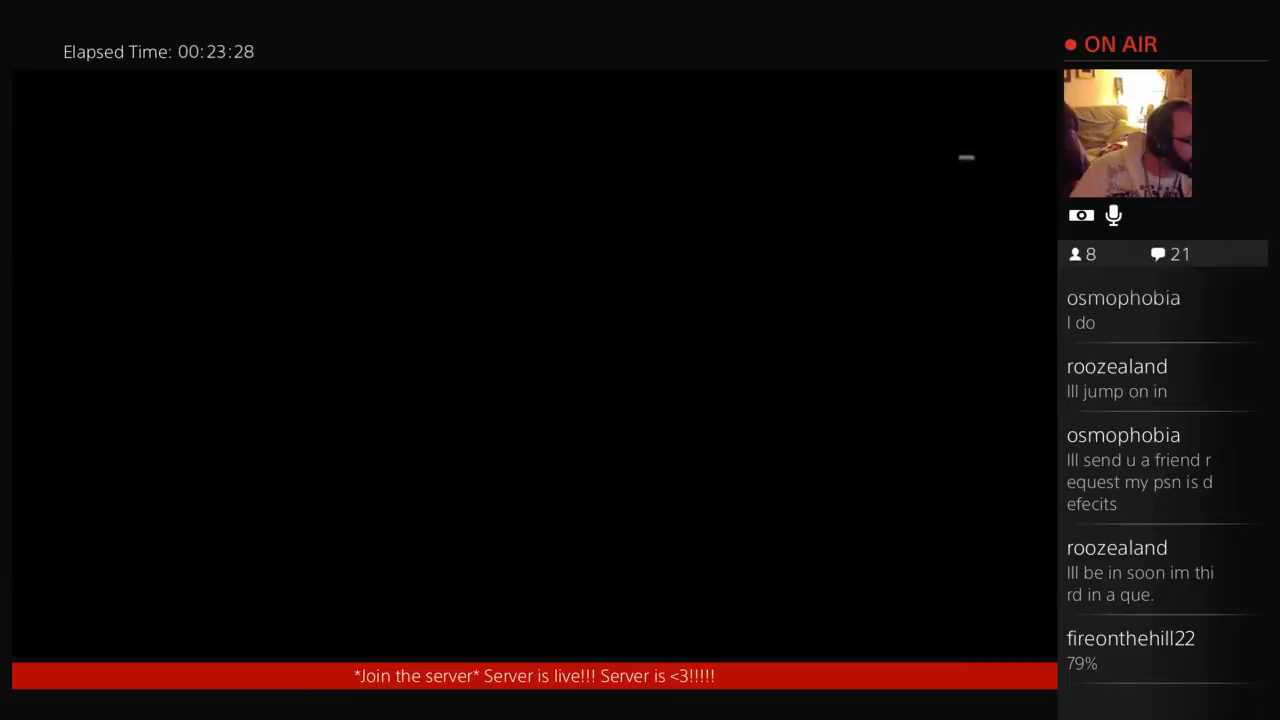 Elapsed Time: 00:23:28
ON AIR
8 21
osmophobia
I do
roozealand
Ill jump on in
osmophobia
Ill send u a friend r
equest my psn is d
efecits
roozealand
Ill be in soon im thi
rd in a que.
fireonthehill22
79%
*Join the server* Server is live!!! Server is <3!!!!!